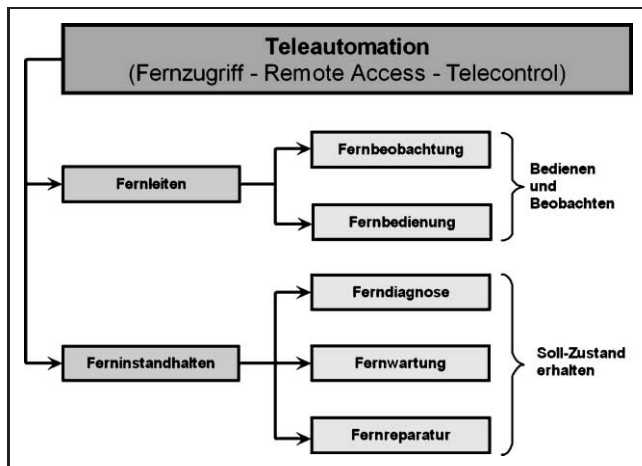 Teleautomation
(Fernzugriff - Remote Access - Telecontrol)
Fernleiten
Fernbeobachtung
Fernbedienung
Bedienen
und
Beobachten
Ferninstandhalten
Ferndiagnose
Fernwartung
Fernreparatur
Soll-Zustand
erhalten